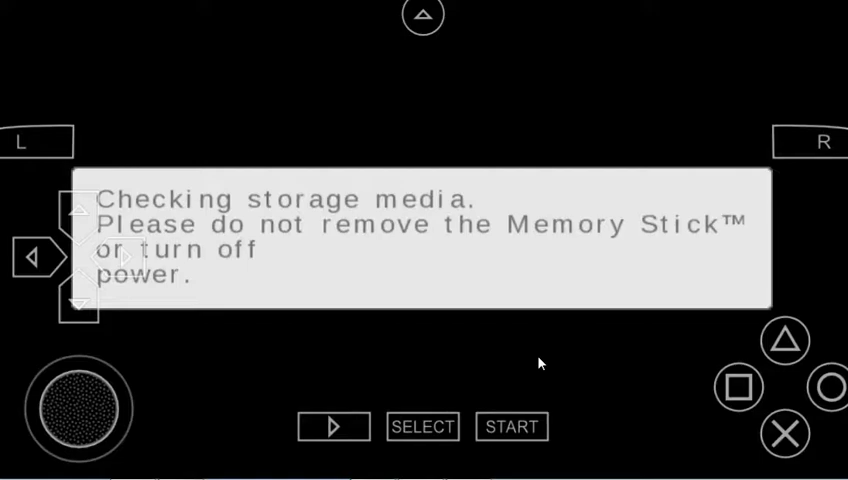 L
R
Checking storage media.
Please do not remove the Memory Stick™
or turn off
power.
SELECT
START